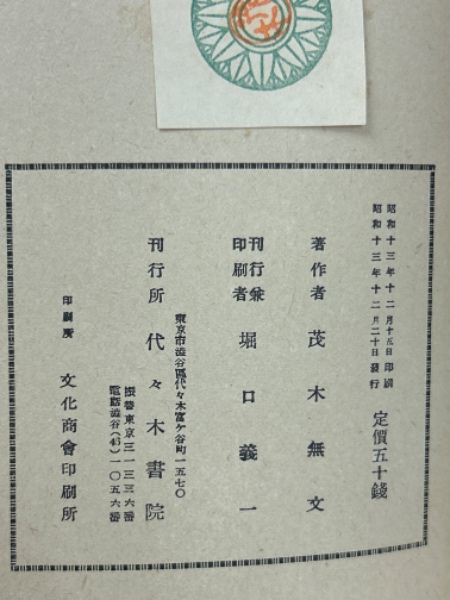 昭和十三年十二月十五日印刷
昭和十三年十二月二十日發行
定價五十錢
著作者 茂木無文
刊行兼
印刷者 堀口義一
東京市澁谷區代々木富ケ谷町一五七〇
刊行所 代々木書院
振替東京三一三三六番
電話澁谷(45)一〇五六番
印刷所 文化商會印刷所